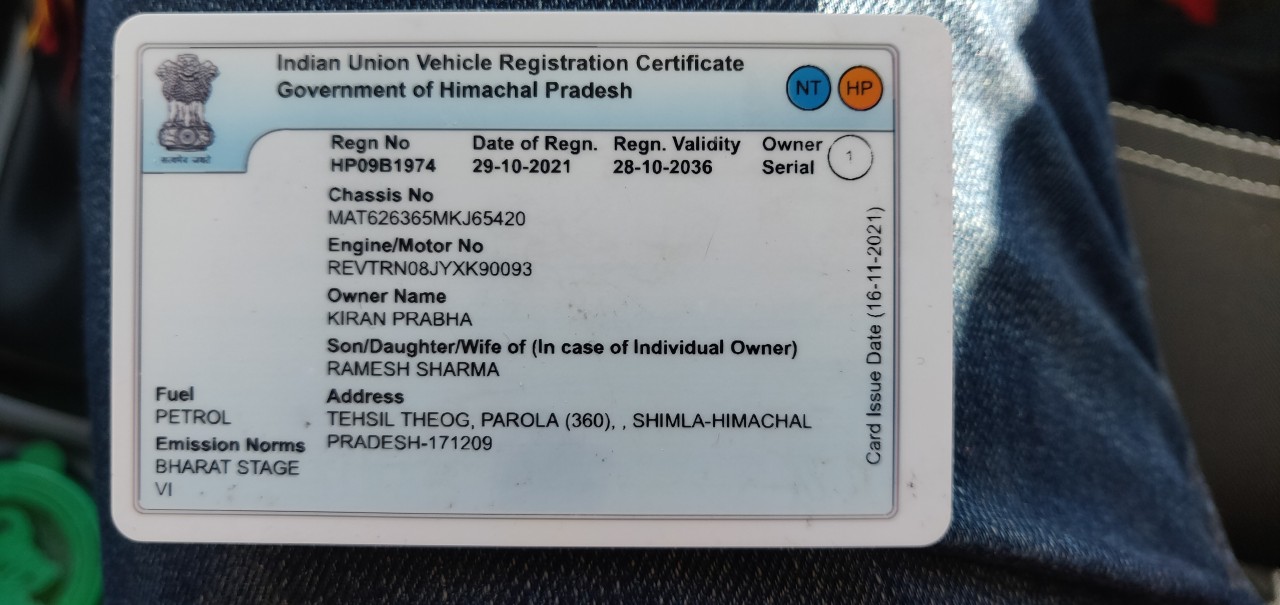 Indian Union Vehicle Registration Certificate
Government of Himachal Pradesh
NT HP
सत्यमेव जयते
Regn No Date of Regn. Regn. Validity Owner Serial 1
HP09B1974 29-10-2021 28-10-2036
Chassis No
MAT626365MKJ65420
Engine/Motor No
REVTRN08JYXK90093
Owner Name
KIRAN PRABHA
Son/Daughter/Wife of (In case of Individual Owner)
RAMESH SHARMA
Fuel
PETROL
Emission Norms
BHARAT STAGE
VI
Address
TEHSIL THEOG, PAROLA (360), , SHIMLA-HIMACHAL
PRADESH-171209
Card Issue Date (16-11-2021)